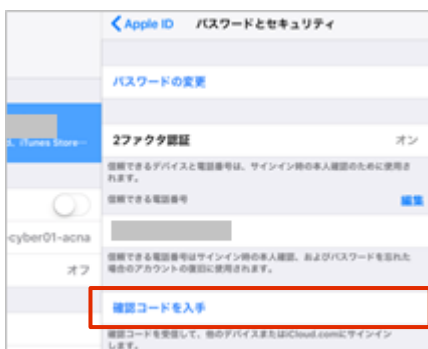 Apple ID パスワードとセキュリティ
パスワードの変更
iTunes Store…
2ファクタ認証 オン
信頼できるデバイスと電話番号は、サインイン時の本人確認のために使用さ
れます。
信頼できる電話番号 編集
-cyber01-acna
信頼できる電話番号はサインイン時の本人確認、およびパスワードを忘れた
場合のアカウントの復旧に使用されます。
オフ
確認コードを入手
確認コードを受信して、他のデバイスまたはiCloud.comにサインイン
します。